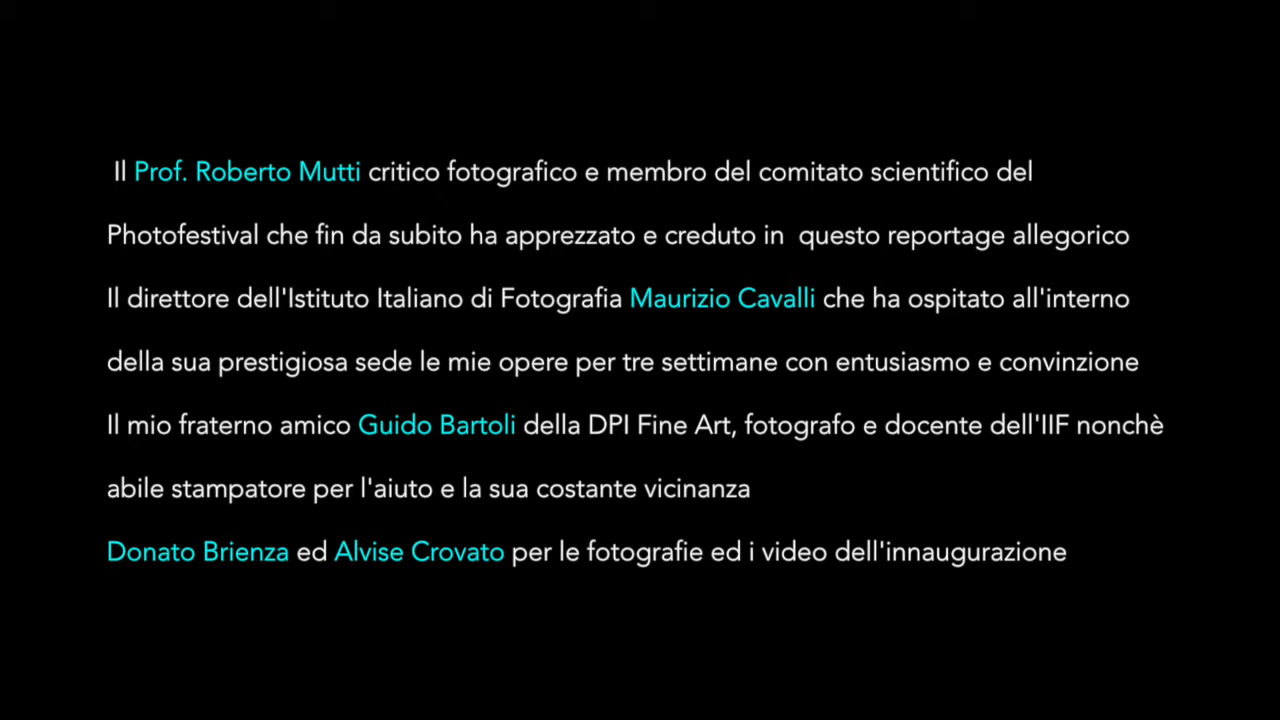 Il Prof. Roberto Mutti critico fotografico e membro del comitato scientifico del
Photofestival che fin da subito ha apprezzato e creduto in questo reportage allegorico
Il direttore dell'Istituto Italiano di Fotografia Maurizio Cavalli che ha ospitato all'interno
della sua prestigiosa sede le mie opere per tre settimane con entusiasmo e convinzione
Il mio fraterno amico Guido Bartoli della DPI Fine Art, fotografo e docente dell'IIF nonchè
abile stampatore per l'aiuto e la sua costante vicinanza
Donato Brienza ed Alvise Crovato per le fotografie ed i video dell'innaugurazione